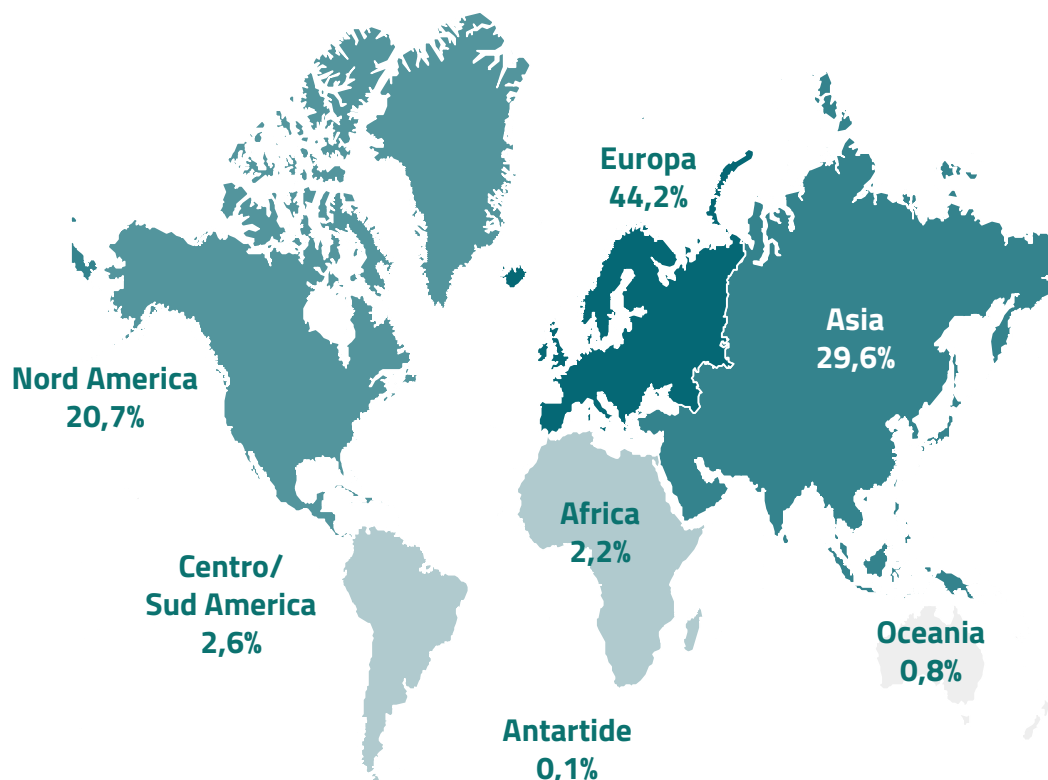 Europa
44,2%
Asia
29,6%
Nord America
20,7%
Africa
2,2%
Centro/
Sud America
2,6%
Oceania
0,8%
Antartide
0,1%